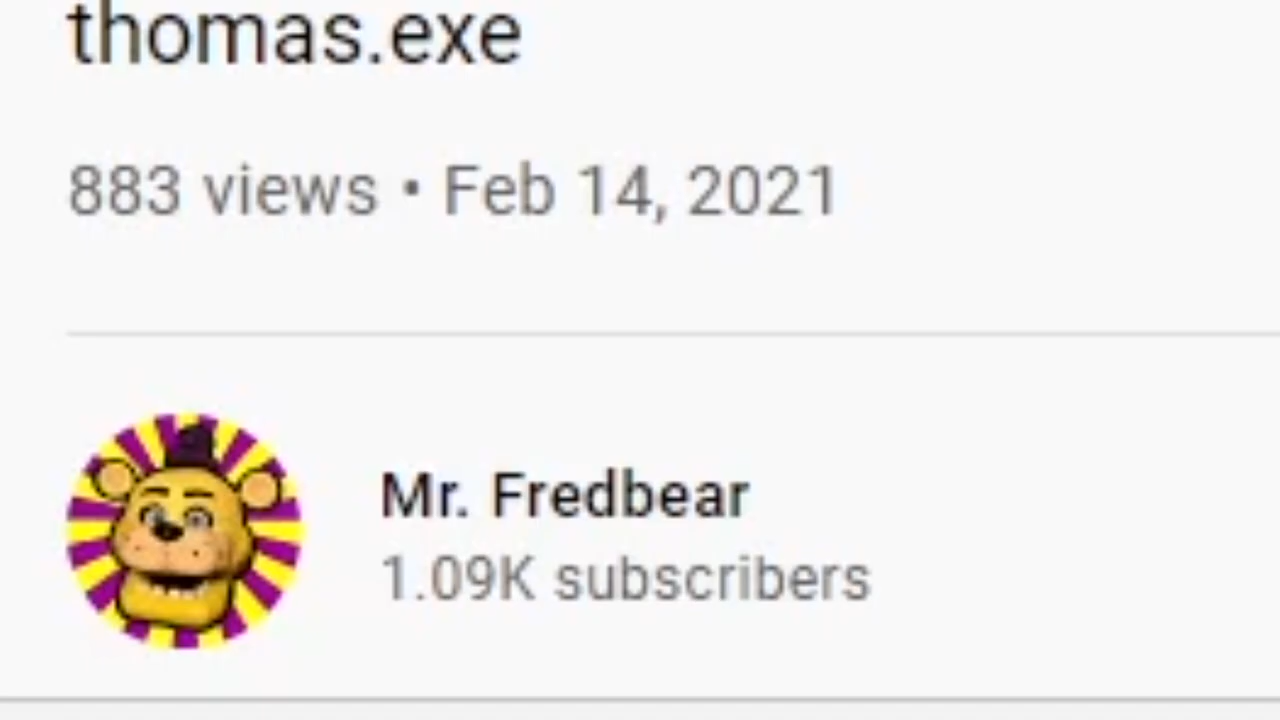 thomas.exe
883 views • Feb 14, 2021
Mr. Fredbear
1.09K subscribers